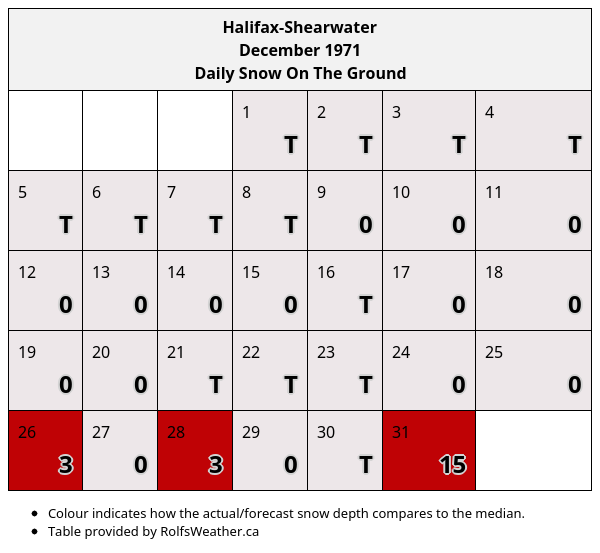 Halifax-Shearwater
December 1971
Daily Snow On The Ground
1 2 3 4
T T T T
5 6 7 8 9 10 11
T T T T 0 0 0
12 13 14 15 16 17 18
0 0 0 0 T 0 0
19 20 21 22 23 24 25
0 0 T T T 0 0
26 27 28 29 30 31
3 0 3 0 T 15
• Colour indicates how the actual/forecast snow depth compares to the median.
• Table provided by RolfsWeather.ca